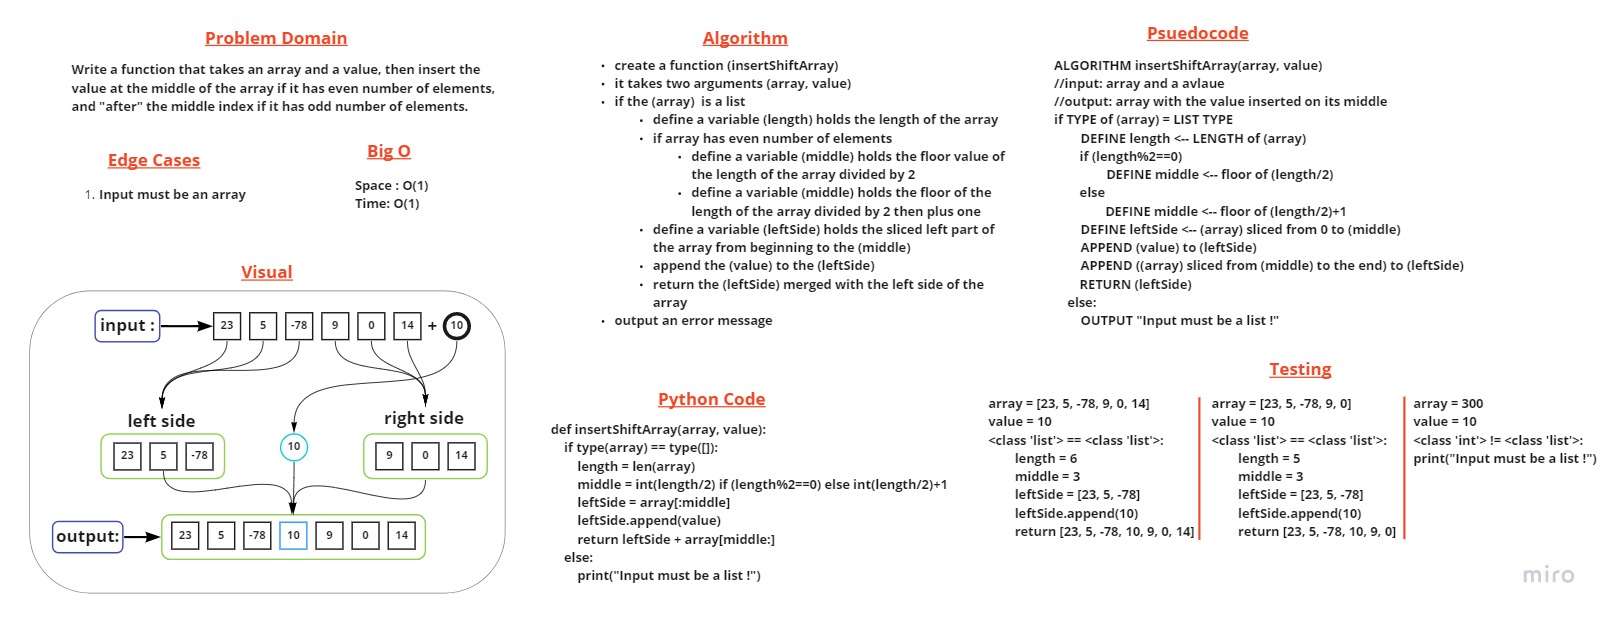 Problem Domain
Write a function that takes an array and a value, then insert the
value at the middle of the array if it has even number of elements,
and "after" the middle index if it has odd number of elements.
Edge Cases
1. Input must be an array
Big O
Space : O(1)
Time: O(1)
Visual
input :
23 5 -78 9 0 14 + 10
left side
right side
23 5 -78
10
9 0 14
output:
23 5 -78 10 9 0 14
Algorithm
• create a function (insertShiftArray)
• it takes two arguments (array, value)
• if the (array) is a list
• define a variable (length) holds the length of the array
• if array has even number of elements
• define a variable (middle) holds the floor value of
the length of the array divided by 2
• define a variable (middle) holds the floor of the
length of the array divided by 2 then plus one
• define a variable (leftSide) holds the sliced left part of
the array from beginning to the (middle)
• append the (value) to the (leftSide)
• return the (leftSide) merged with the left side of the
array
• output an error message
Psuedocode
ALGORITHM insertShiftArray(array, value)
//input: array and a avlaue
//output: array with the value inserted on its middle
if TYPE of (array) = LIST TYPE
DEFINE length <-- LENGTH of (array)
if (length%2==0)
DEFINE middle <-- floor of (length/2)
else
DEFINE middle <-- floor of (length/2)+1
DEFINE leftSide <-- (array) sliced from 0 to (middle)
APPEND (value) to (leftSide)
APPEND ((array) sliced from (middle) to the end) to (leftSide)
RETURN (leftSide)
else:
OUTPUT "Input must be a list !"
Python Code
def insertShiftArray(array, value):
if type(array) == type([]):
length = len(array)
middle = int(length/2) if (length%2==0) else int(length/2)+1
leftSide = array[:middle]
leftSide.append(value)
return leftSide + array[middle:]
else:
print("Input must be a list !")
Testing
array = [23, 5, -78, 9, 0, 14]
value = 10
<class 'list'> == <class 'list'>:
length = 6
middle = 3
leftSide = [23, 5, -78]
leftSide.append(10)
return [23, 5, -78, 10, 9, 0, 14]
array = [23, 5, -78, 9, 0]
value = 10
<class 'list'> == <class 'list'>:
length = 5
middle = 3
leftSide = [23, 5, -78]
leftSide.append(10)
return [23, 5, -78, 10, 9, 0]
array = 300
value = 10
<class 'int'> != <class 'list'>:
print("Input must be a list !")
miro